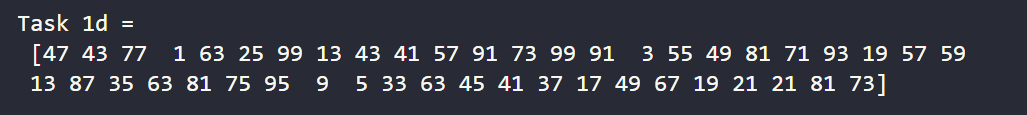 Task 1d =
[47 43 77  1 63 25 99 13 43 41 57 91 73 99 91  3 55 49 81 71 93 19 57 59
13 87 35 63 81 75 95  9  5 33 63 45 41 37 17 49 67 19 21 21 81 73]